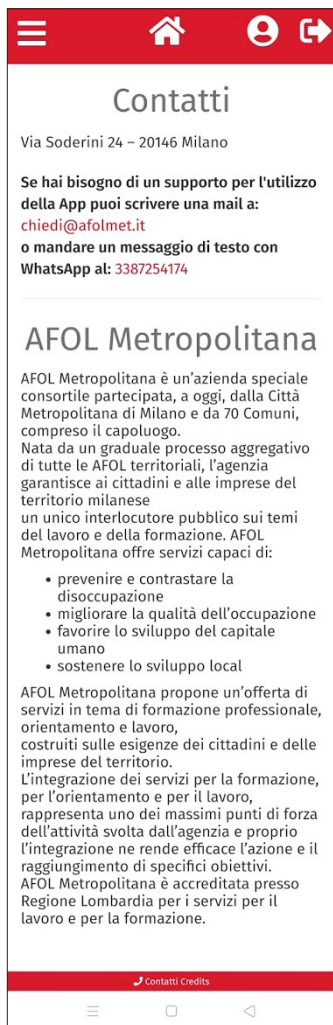 Contatti
Via Soderini 24 – 20146 Milano
Se hai bisogno di un supporto per l'utilizzo
della App puoi scrivere una mail a:
chiedi@afolmet.it
o mandare un messaggio di testo con
WhatsApp al: 3387254174
AFOL Metropolitana
AFOL Metropolitana è un’azienda speciale
consortile partecipata, a oggi, dalla Città
Metropolitana di Milano e da 70 Comuni,
compreso il capoluogo.
Nata da un graduale processo aggregativo
di tutte le AFOL territoriali, l’agenzia
garantisce ai cittadini e alle imprese del
territorio milanese
un unico interlocutore pubblico sui temi
del lavoro e della formazione. AFOL
Metropolitana offre servizi capaci di:
• prevenire e contrastare la
disoccupazione
• migliorare la qualità dell’occupazione
• favorire lo sviluppo del capitale
umano
• sostenere lo sviluppo local
AFOL Metropolitana propone un’offerta di
servizi in tema di formazione professionale,
orientamento e lavoro,
costruiti sulle esigenze dei cittadini e delle
imprese del territorio.
L’integrazione dei servizi per la formazione,
per l’orientamento e per il lavoro,
rappresenta uno dei massimi punti di forza
dell’attività svolta dall’agenzia e proprio
l’integrazione ne rende efficace l’azione e il
raggiungimento di specifici obiettivi.
AFOL Metropolitana è accreditata presso
Regione Lombardia per i servizi per il
lavoro e per la formazione.
Contatti Credits